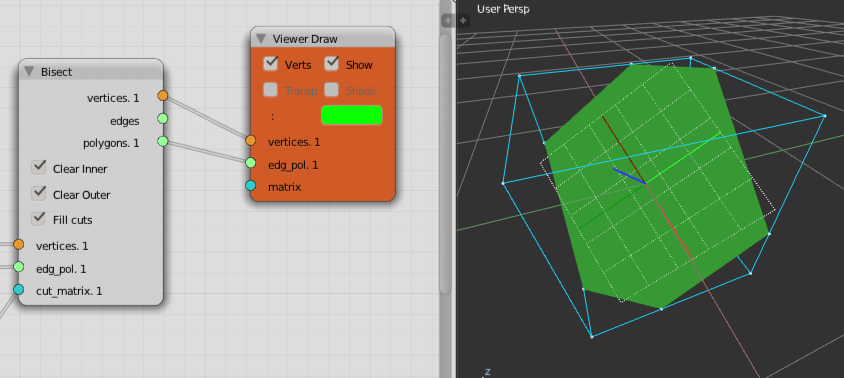 User Persp
Viewer Draw
Verts Show
Transp Shade
:
vertices. 1
edg_pol. 1
matrix
Bisect
vertices. 1
edges
polygons. 1
Clear Inner
Clear Outer
Fill cuts
vertices. 1
edg_pol. 1
cut_matrix. 1
z